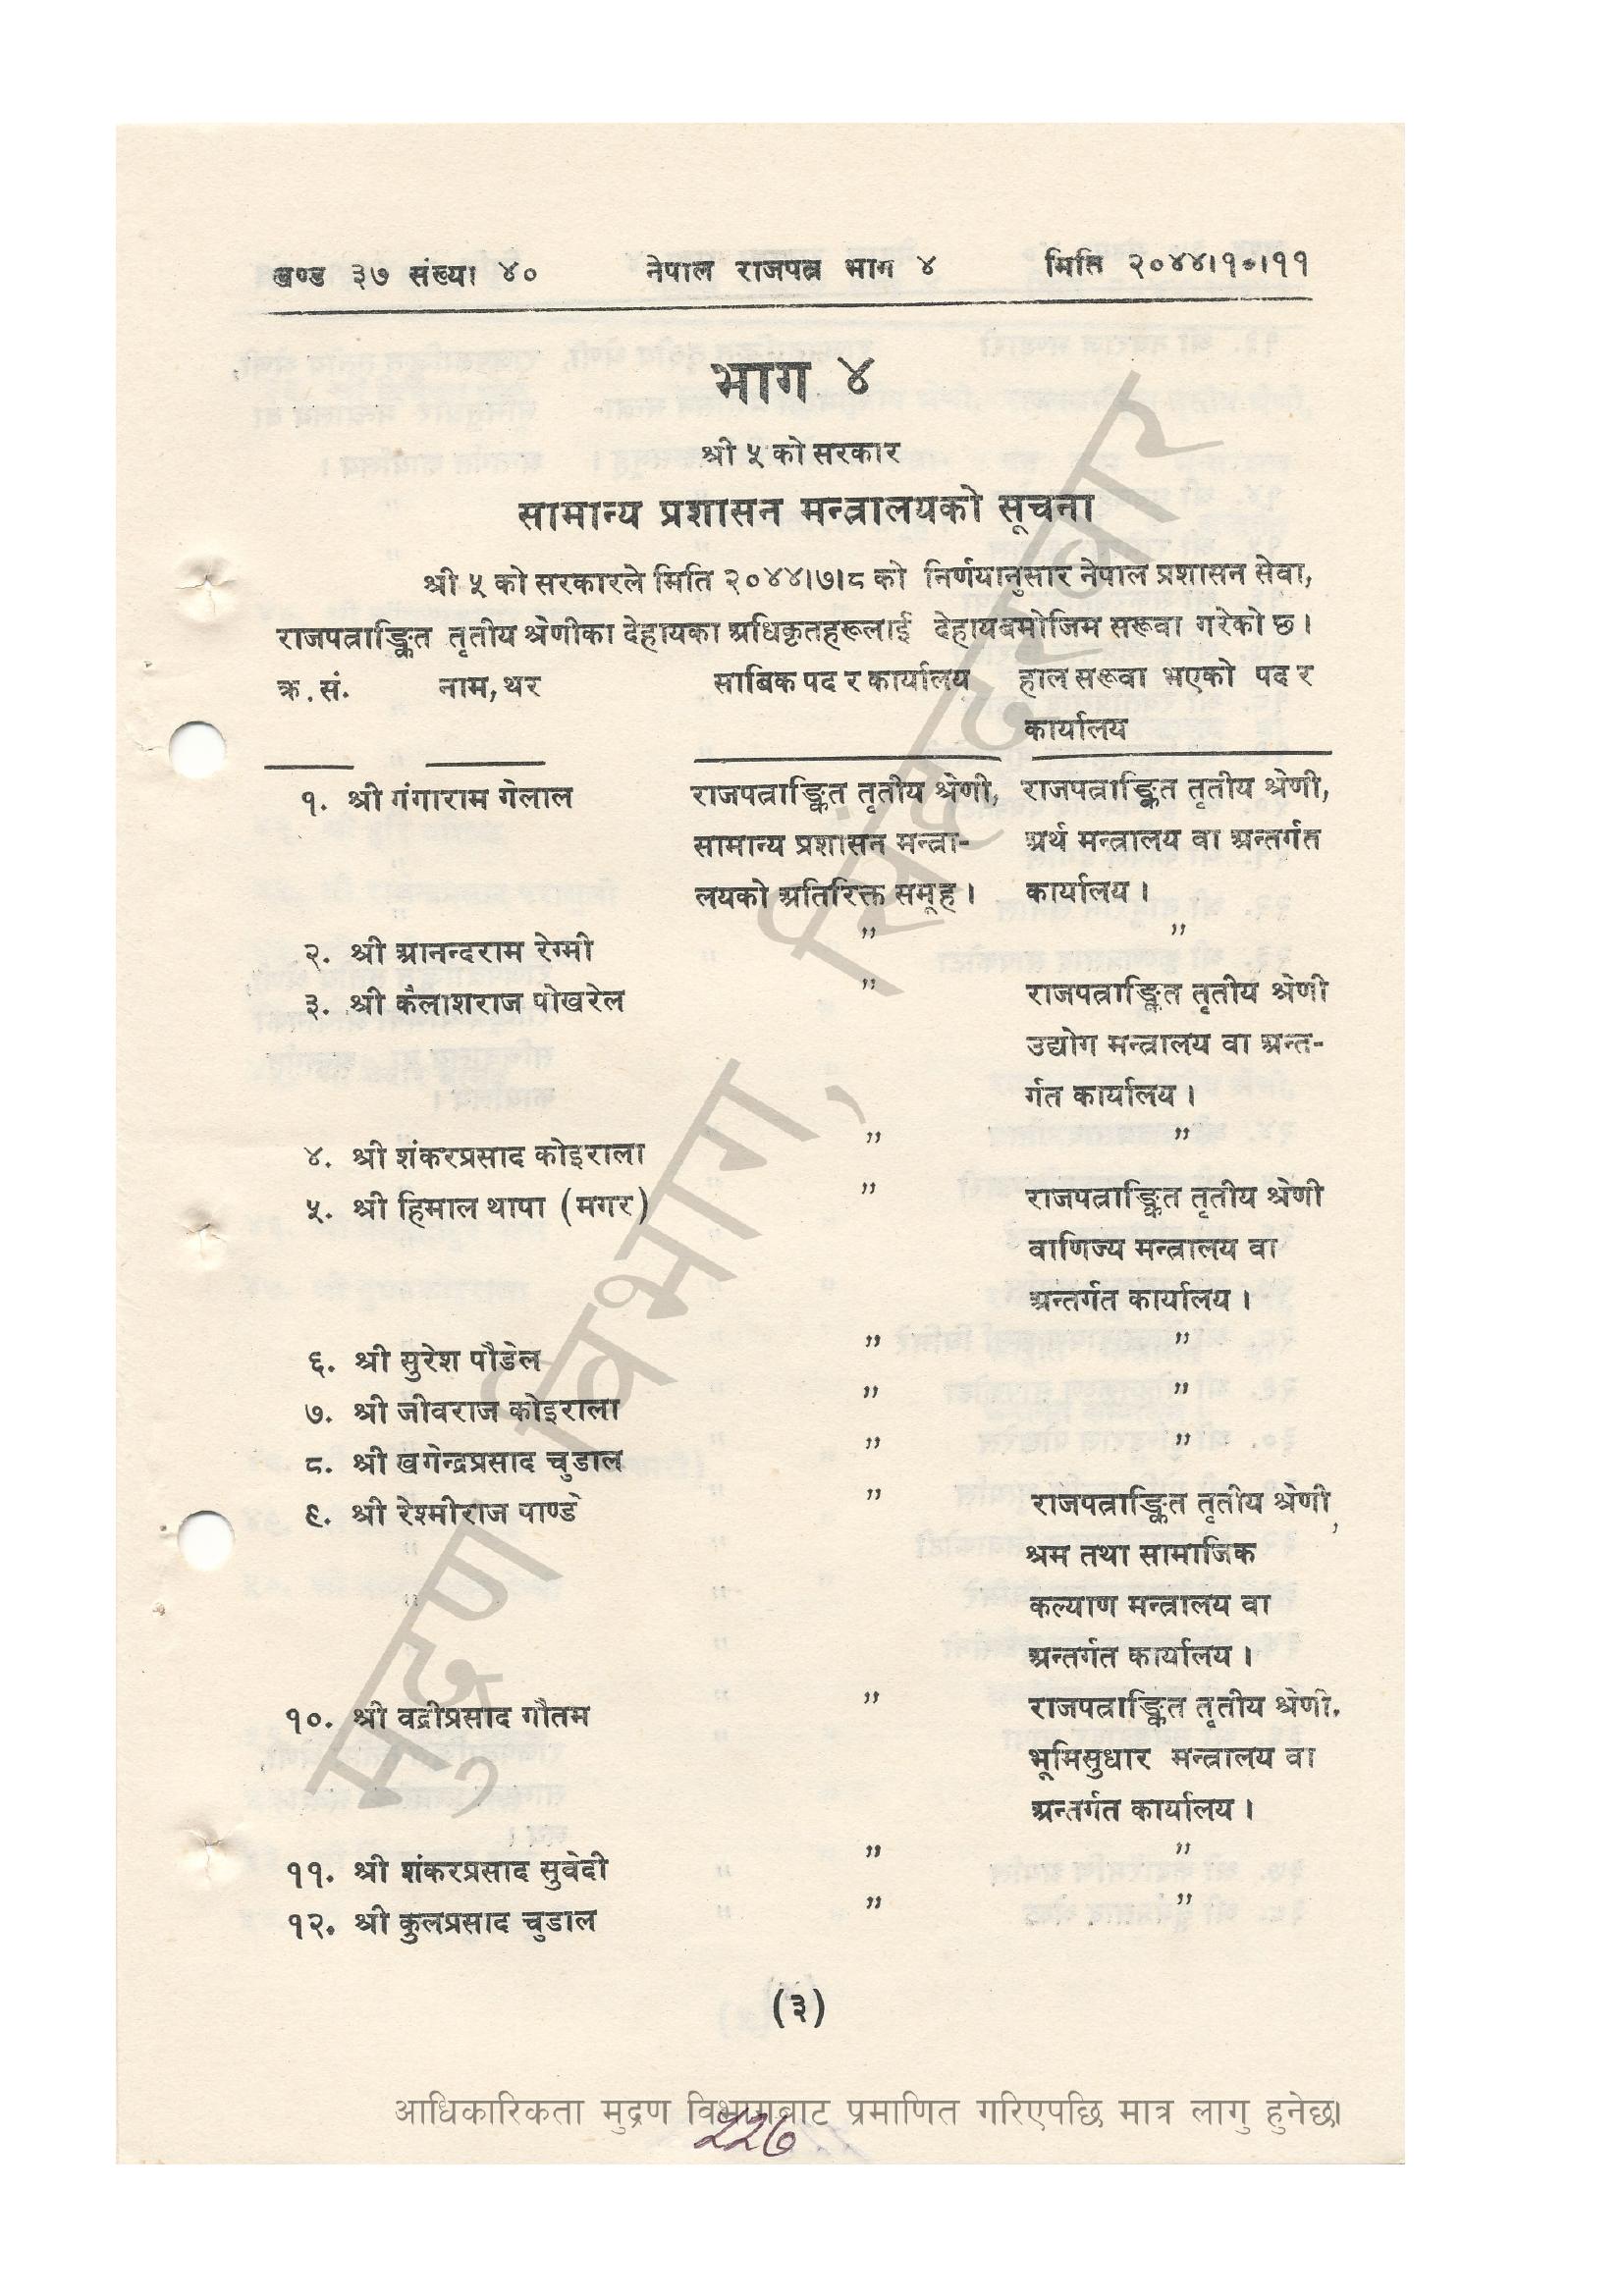 खण्ड ३७ संख्या ४० नेपाल राजपत्र भाग ४ मिति २०४४।१०।११
भाग ४
श्री ५ को सरकार
सामान्य प्रशासन मन्त्रालयको सूचना
श्री ५ को सरकारले मिति २०४४।७।८ को निर्णयानुसार नेपाल प्रशासन सेवा,
राजपत्राङ्कित तृतीय श्रेणीका देहायका अधिकृतहरूलाई देहायबमोजिम सरूवा गरेको छ।
क्र.सं. नाम, थर साबिक पद र कार्यालय हाल सरूवा भएको पद र
कार्यालय
१. श्री गंगाराम गेलाल राजपत्राङ्कित तृतीय श्रेणी, राजपत्राङ्कित तृतीय श्रेणी,
सामान्य प्रशासन मन्त्रा- अर्थ मन्त्रालय वा अन्तर्गत
लयको अतिरिक्त समूह। कार्यालय।
२. श्री आनन्दराम रेग्मी " "
३. श्री कैलाशराज पोखरेल " राजपत्राङ्कित तृतीय श्रेणी
उद्योग मन्त्रालय वा अन्त-
र्गत कार्यालय।
४. श्री शंकरप्रसाद कोइराला " "
५. श्री हिमाल थापा (मगर) " राजपत्राङ्कित तृतीय श्रेणी
वाणिज्य मन्त्रालय वा
अन्तर्गत कार्यालय।
६. श्री सुरेश पौडेल " "
७. श्री जीवराज कोइराला " "
८. श्री खगेन्द्रप्रसाद चुडाल " "
९. श्री रेश्मीराज पाण्डे " राजपत्राङ्कित तृतीय श्रेणी,
श्रम तथा सामाजिक
कल्याण मन्त्रालय वा
अन्तर्गत कार्यालय।
१०. श्री वद्रीप्रसाद गौतम " राजपत्राङ्कित तृतीय श्रेणी,
भूमिसुधार मन्त्रालय वा
अन्तर्गत कार्यालय।
११. श्री शंकरप्रसाद सुवेदी " "
१२. श्री कुलप्रसाद चुडाल " "
(३)
मुद्रण विभाग, सिंहदरबार
आधिकारिकता मुद्रण विभागबाट प्रमाणित गरिएपछि मात्र लागु हुनेछ।
२२७